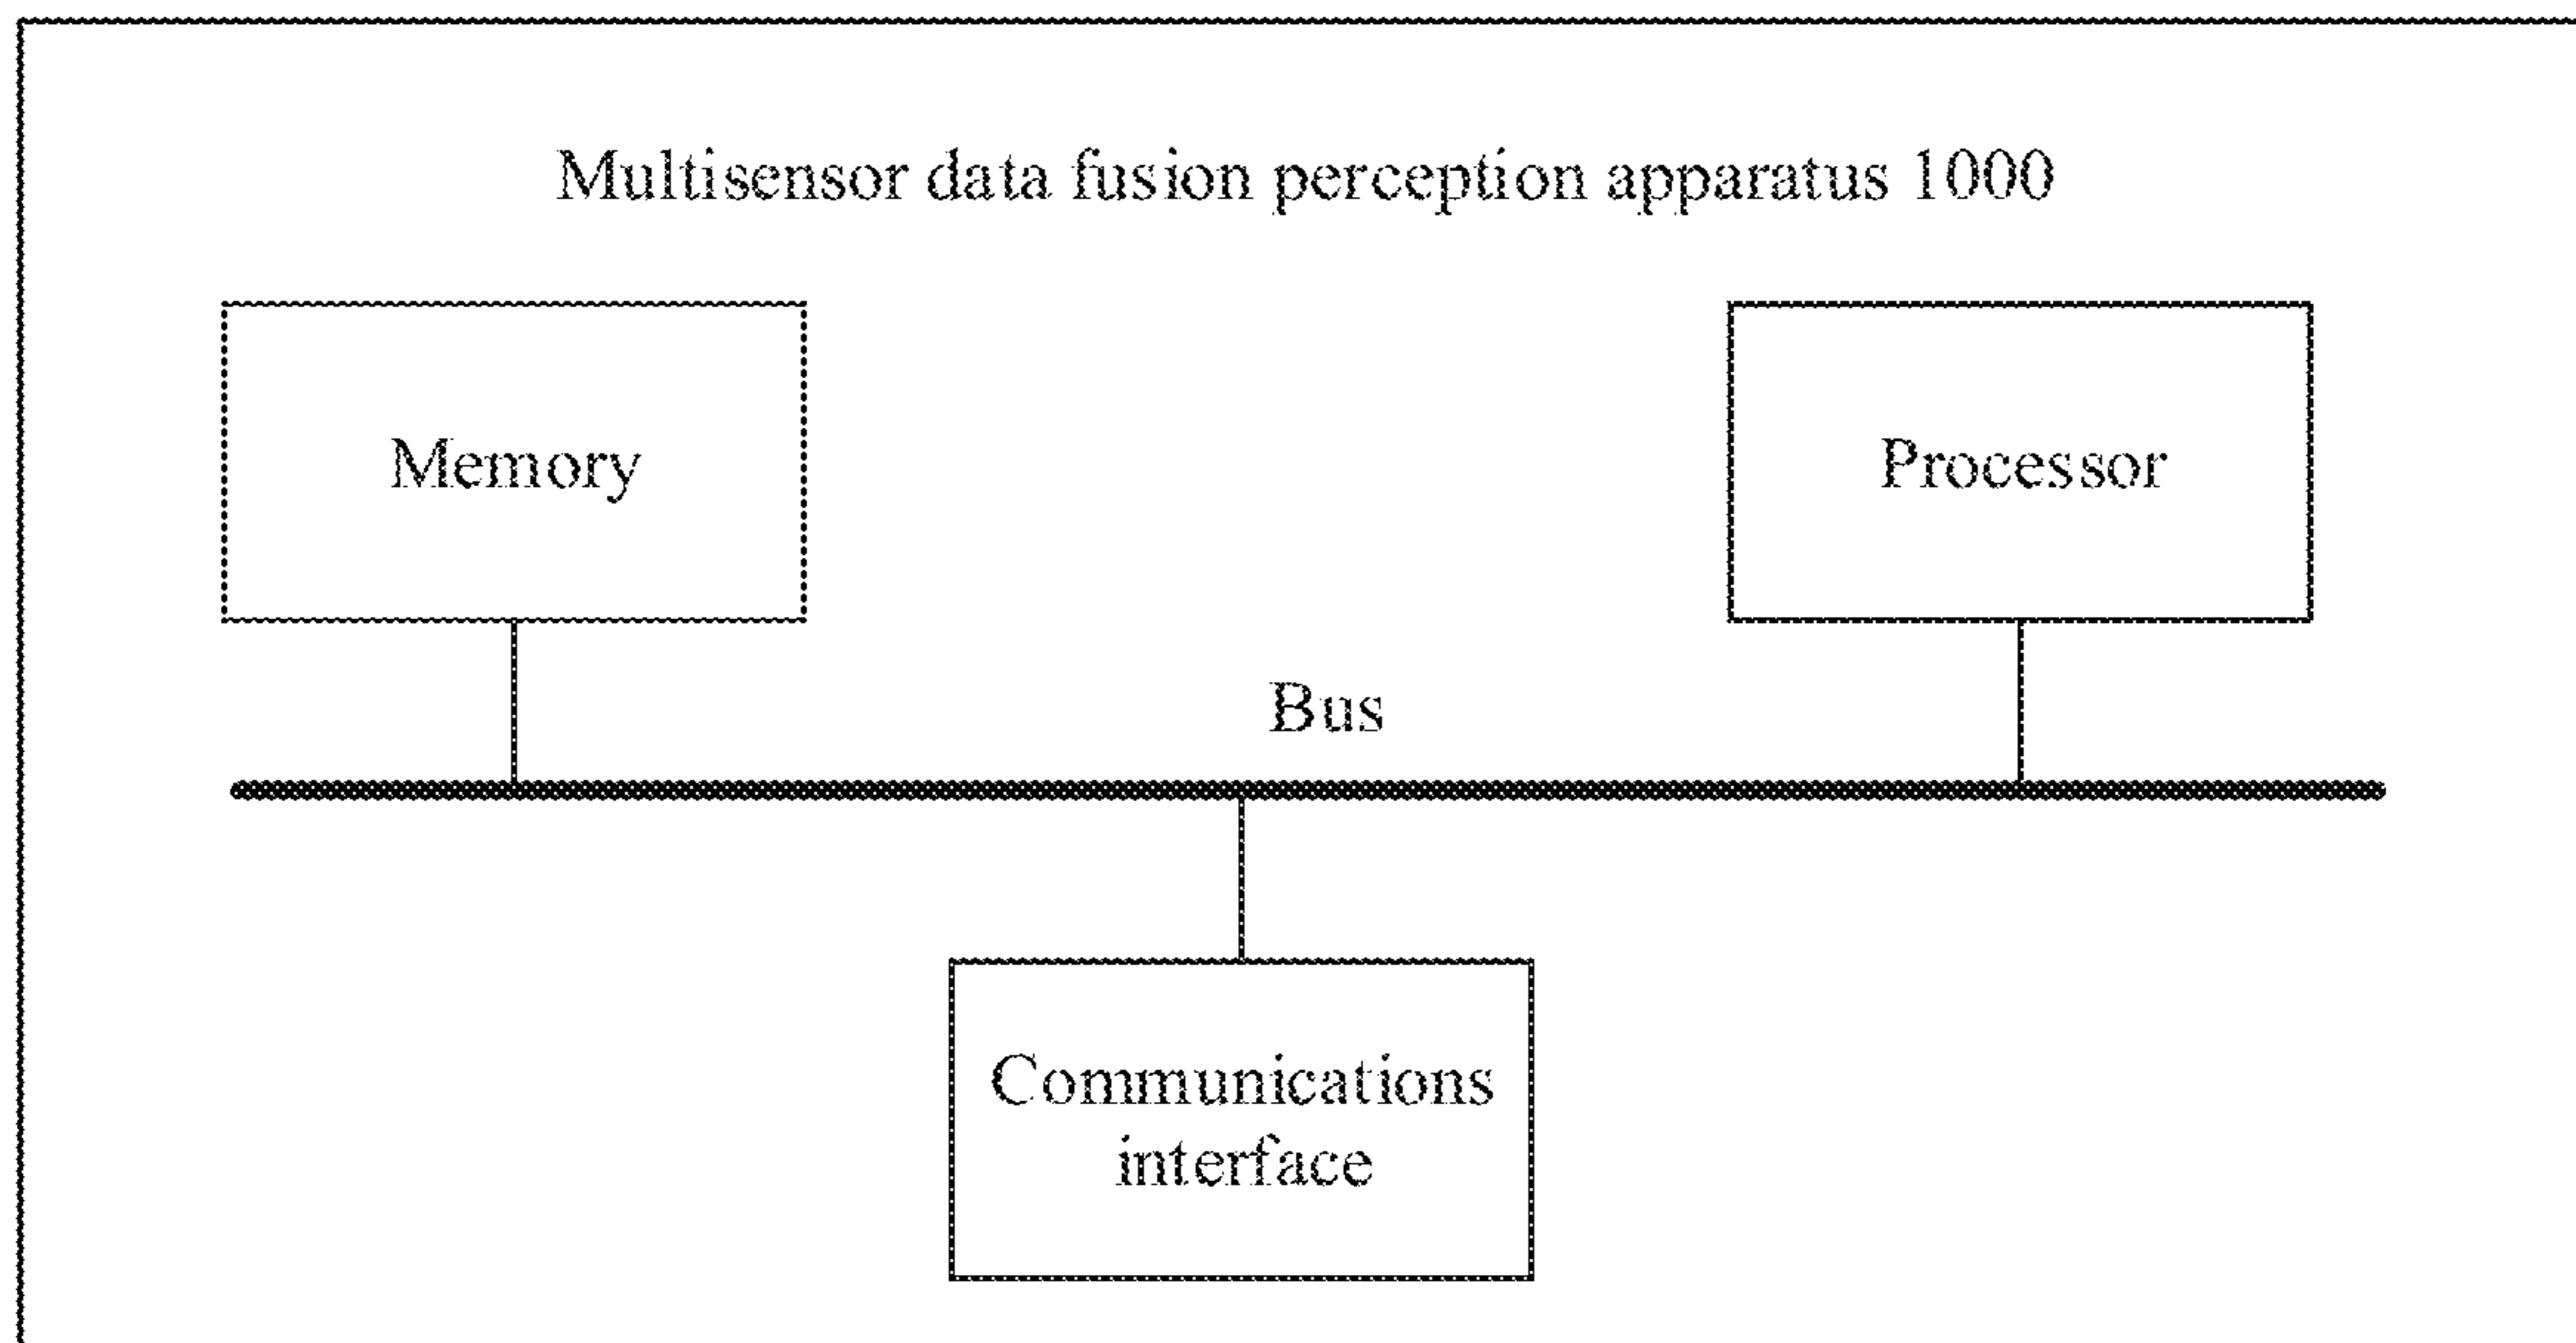 Multisensor data fusion perception apparatus 1000
Memory
Processor
Bus
Communications
interface